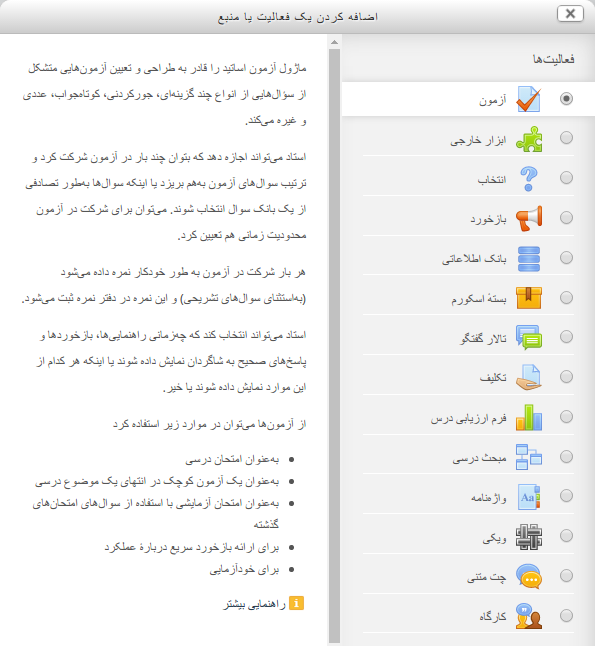 اضافه کردن یک فعالیت یا منبع
فعالیت‌ها
آزمون
ابزار خارجی
انتخاب
بازخورد
بانک اطلاعاتی
بستهٔ اسکورم
تالار گفتگو
تکلیف
فرم ارزیابی درس
مبحث درسی
واژه‌نامه
ویکی
چت متنی
کارگاه
ماژول آزمون اساتید را قادر به طراحی و تعیین آزمون‌هایی متشکل
از سؤال‌هایی از انواع چند گزینه‌ای، جورکردنی، کوتاه‌جواب، عددی
و غیره می‌کند.
استاد می‌تواند اجازه دهد که بتوان چند بار در آزمون شرکت کرد و
ترتیب سوال‌های آزمون به‌هم بریزد یا اینکه سوال‌ها به‌طور تصادفی
از یک بانک سوال انتخاب شوند. می‌توان برای شرکت در آزمون
محدودیت زمانی هم تعیین کرد.
هر بار شرکت در آزمون به طور خودکار نمره داده می‌شود
(به‌استثنای سوال‌های تشریحی) و این نمره در دفتر نمره ثبت می‌شود.
استاد می‌تواند انتخاب کند که چه‌زمانی راهنمایی‌ها، بازخوردها و
پاسخ‌های صحیح به شاگردان نمایش داده شوند یا اینکه هر کدام از
این موارد نمایش داده شوند یا خیر.
از آزمون‌ها می‌توان در موارد زیر استفاده کرد
به‌عنوان امتحان درسی
به‌عنوان یک آزمون کوچک در انتهای یک موضوع درسی
به‌عنوان امتحان آزمایشی با استفاده از سوال‌های امتحان‌های
گذشته
برای ارائه بازخورد سریع دربارهٔ عملکرد
برای خودآزمایی
راهنمایی بیشتر